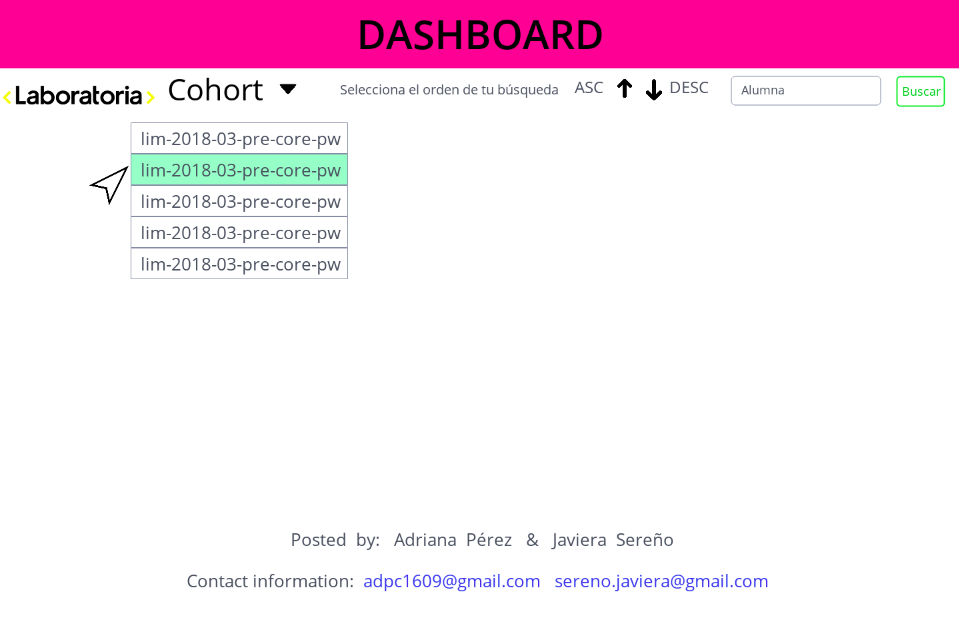 DASHBOARD
<Laboratoria> Cohort Selecciona el orden de tu búsqueda ASC DESC Alumna Buscar
lim-2018-03-pre-core-pw
lim-2018-03-pre-core-pw
lim-2018-03-pre-core-pw
lim-2018-03-pre-core-pw
lim-2018-03-pre-core-pw
Posted by: Adriana Pérez & Javiera Sereño
Contact information: adpc1609@gmail.com sereno.javiera@gmail.com